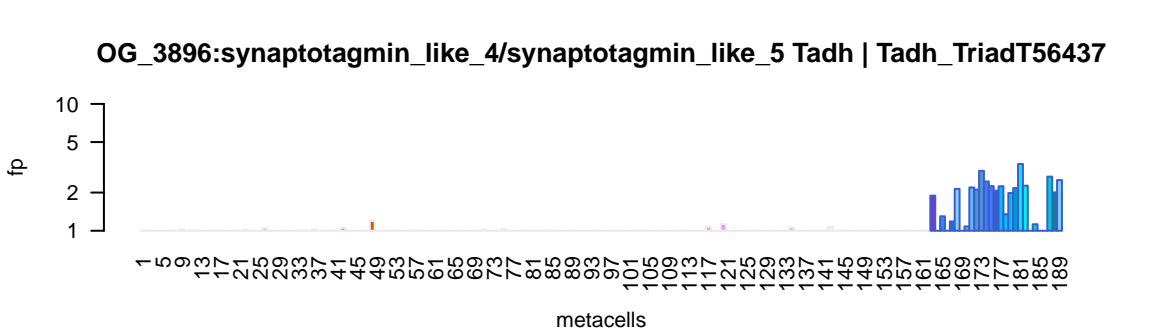 OG_3896:synaptotagmin_like_4/synaptotagmin_like_5 Tadh | Tadh_TriadT56437
10
5
2
1
fp
1 5 9 13 17 21 25 29 33 37 41 45 49 53 57 61 65 69 73 77 81 85 89 93 97 101 105 109 113 117 121 125 129 133 137 141 145 149 153 157 161 165 169 173 177 181 185 189
metacells